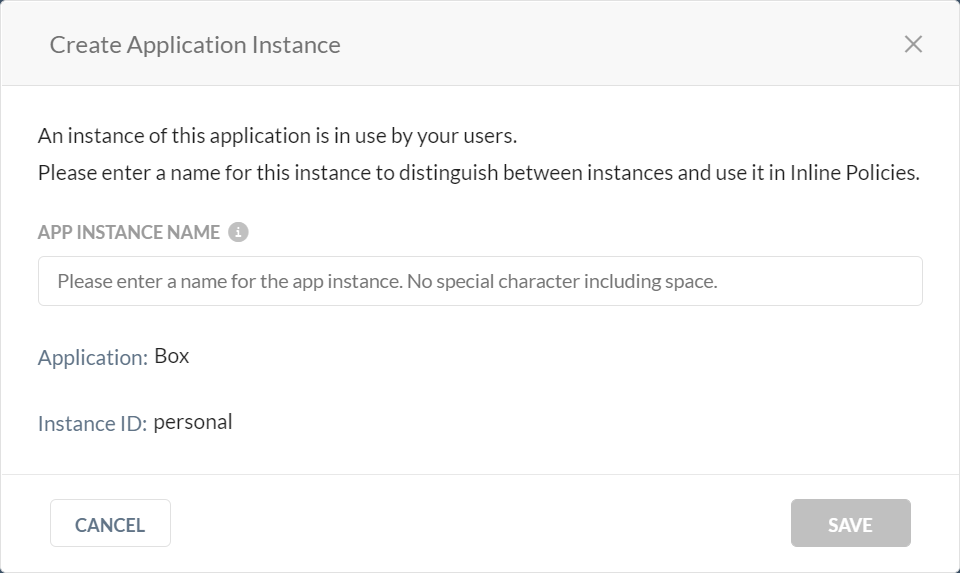 Create Application Instance
An instance of this application is in use by your users.
Please enter a name for this instance to distinguish between instances and use it in Inline Policies.
APP INSTANCE NAME
Please enter a name for the app instance. No special character including space.
Application: Box
Instance ID: personal
CANCEL
SAVE